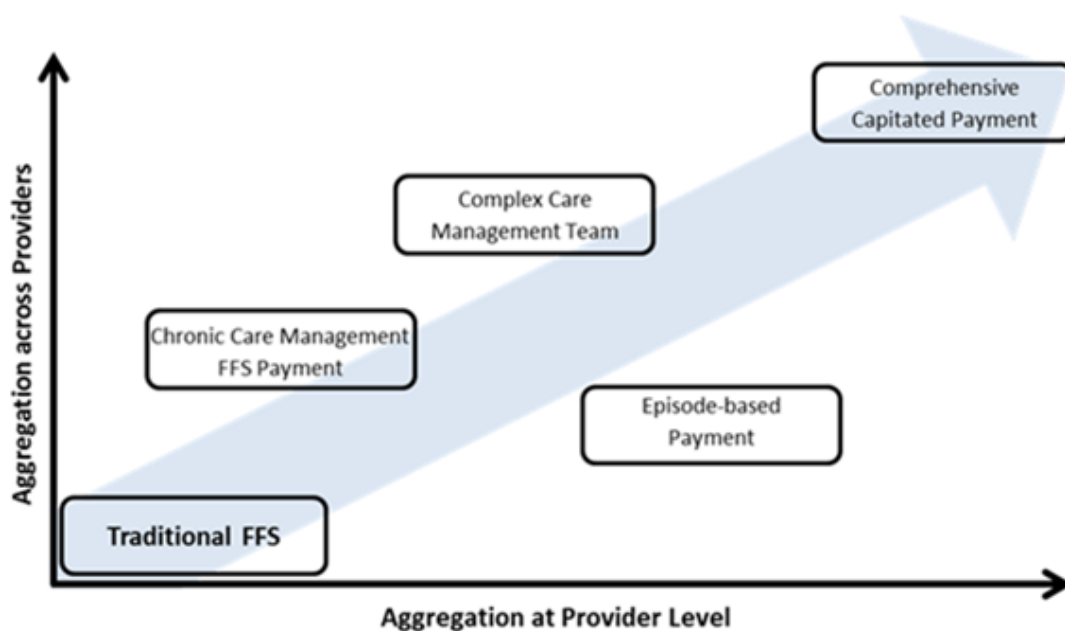 Comprehensive
Capitated Payment
Complex Care
Management Team
Chronic Care Management
FFS Payment
Episode-based
Payment
Traditional FFS
Aggregation across Providers
Aggregation at Provider Level